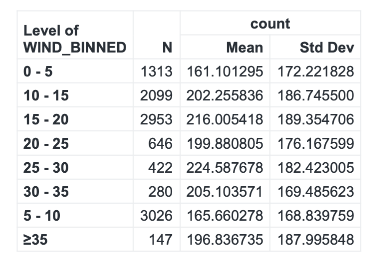 Level of WIND_BINNED N count
Mean Std Dev
0 - 5 1313 161.101295 172.221828
10 - 15 2099 202.255836 186.745500
15 - 20 2953 216.005418 189.354706
20 - 25 646 199.880805 176.167599
25 - 30 422 224.587678 182.423005
30 - 35 280 205.103571 169.485623
5 - 10 3026 165.660278 168.839759
≥35 147 196.836735 187.995848